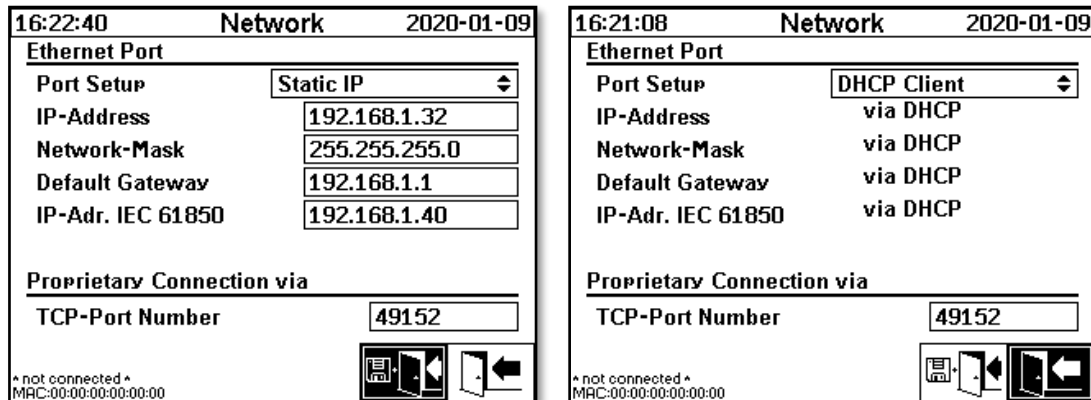 16:22:40 Network 2020-01-09
Ethernet Port
Port Setup Static IP
IP-Address 192.168.1.32
Network-Mask 255.255.255.0
Default Gateway 192.168.1.1
IP-Adr. IEC 61850 192.168.1.40
Proprietary Connection via
TCP-Port Number 49152
* not connected *
MAC:00:00:00:00:00:00
16:21:08 Network 2020-01-09
Ethernet Port
Port Setup DHCP Client
IP-Address via DHCP
Network-Mask via DHCP
Default Gateway via DHCP
IP-Adr. IEC 61850 via DHCP
Proprietary Connection via
TCP-Port Number 49152
* not connected *
MAC:00:00:00:00:00:00